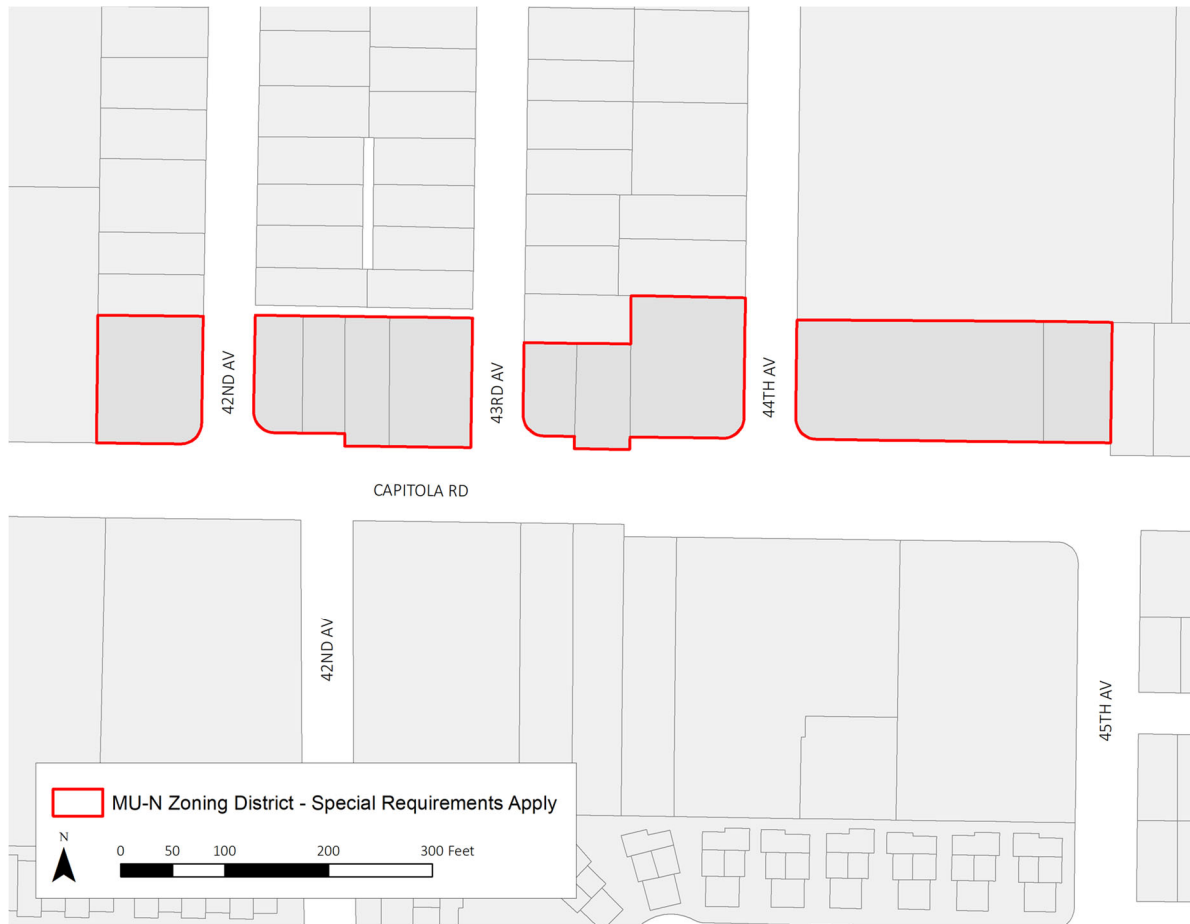 42ND AV
43RD AV
44TH AV
CAPITOLA RD
42ND AV
45TH AV
MU-N Zoning District - Special Requirements Apply
N
0 50 100 200 300 Feet